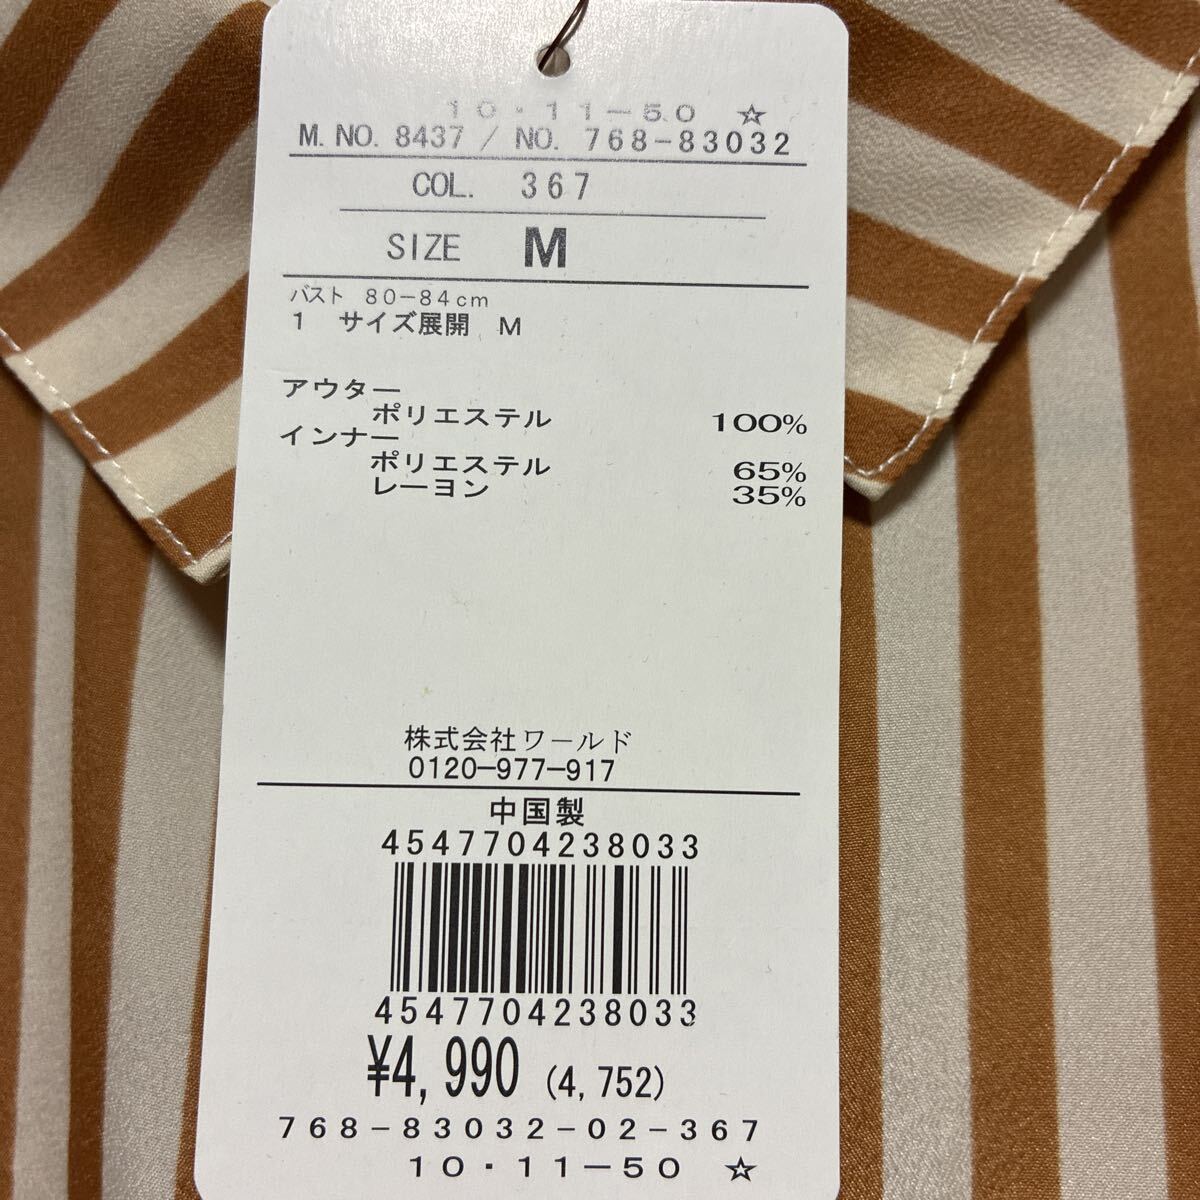 10・11－50 ☆
M. NO. 8437 / NO. 768-83032
COL. 367
SIZE M
バスト 80-84cm
1 サイズ展開 M
アウター
ポリエステル 100%
インナー
ポリエステル 65%
レーヨン 35%
株式会社ワールド
0120-977-917
中国製
4547704238033
4547704238033
¥4,990 (4,752)
768-83032-02-367
10・11－50 ☆